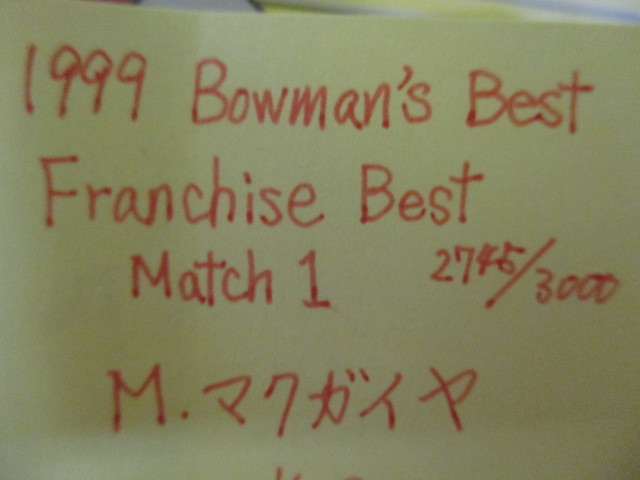 1999 Bowman's Best
Franchise Best
Match 1 2745/3000
M.マクガイヤ